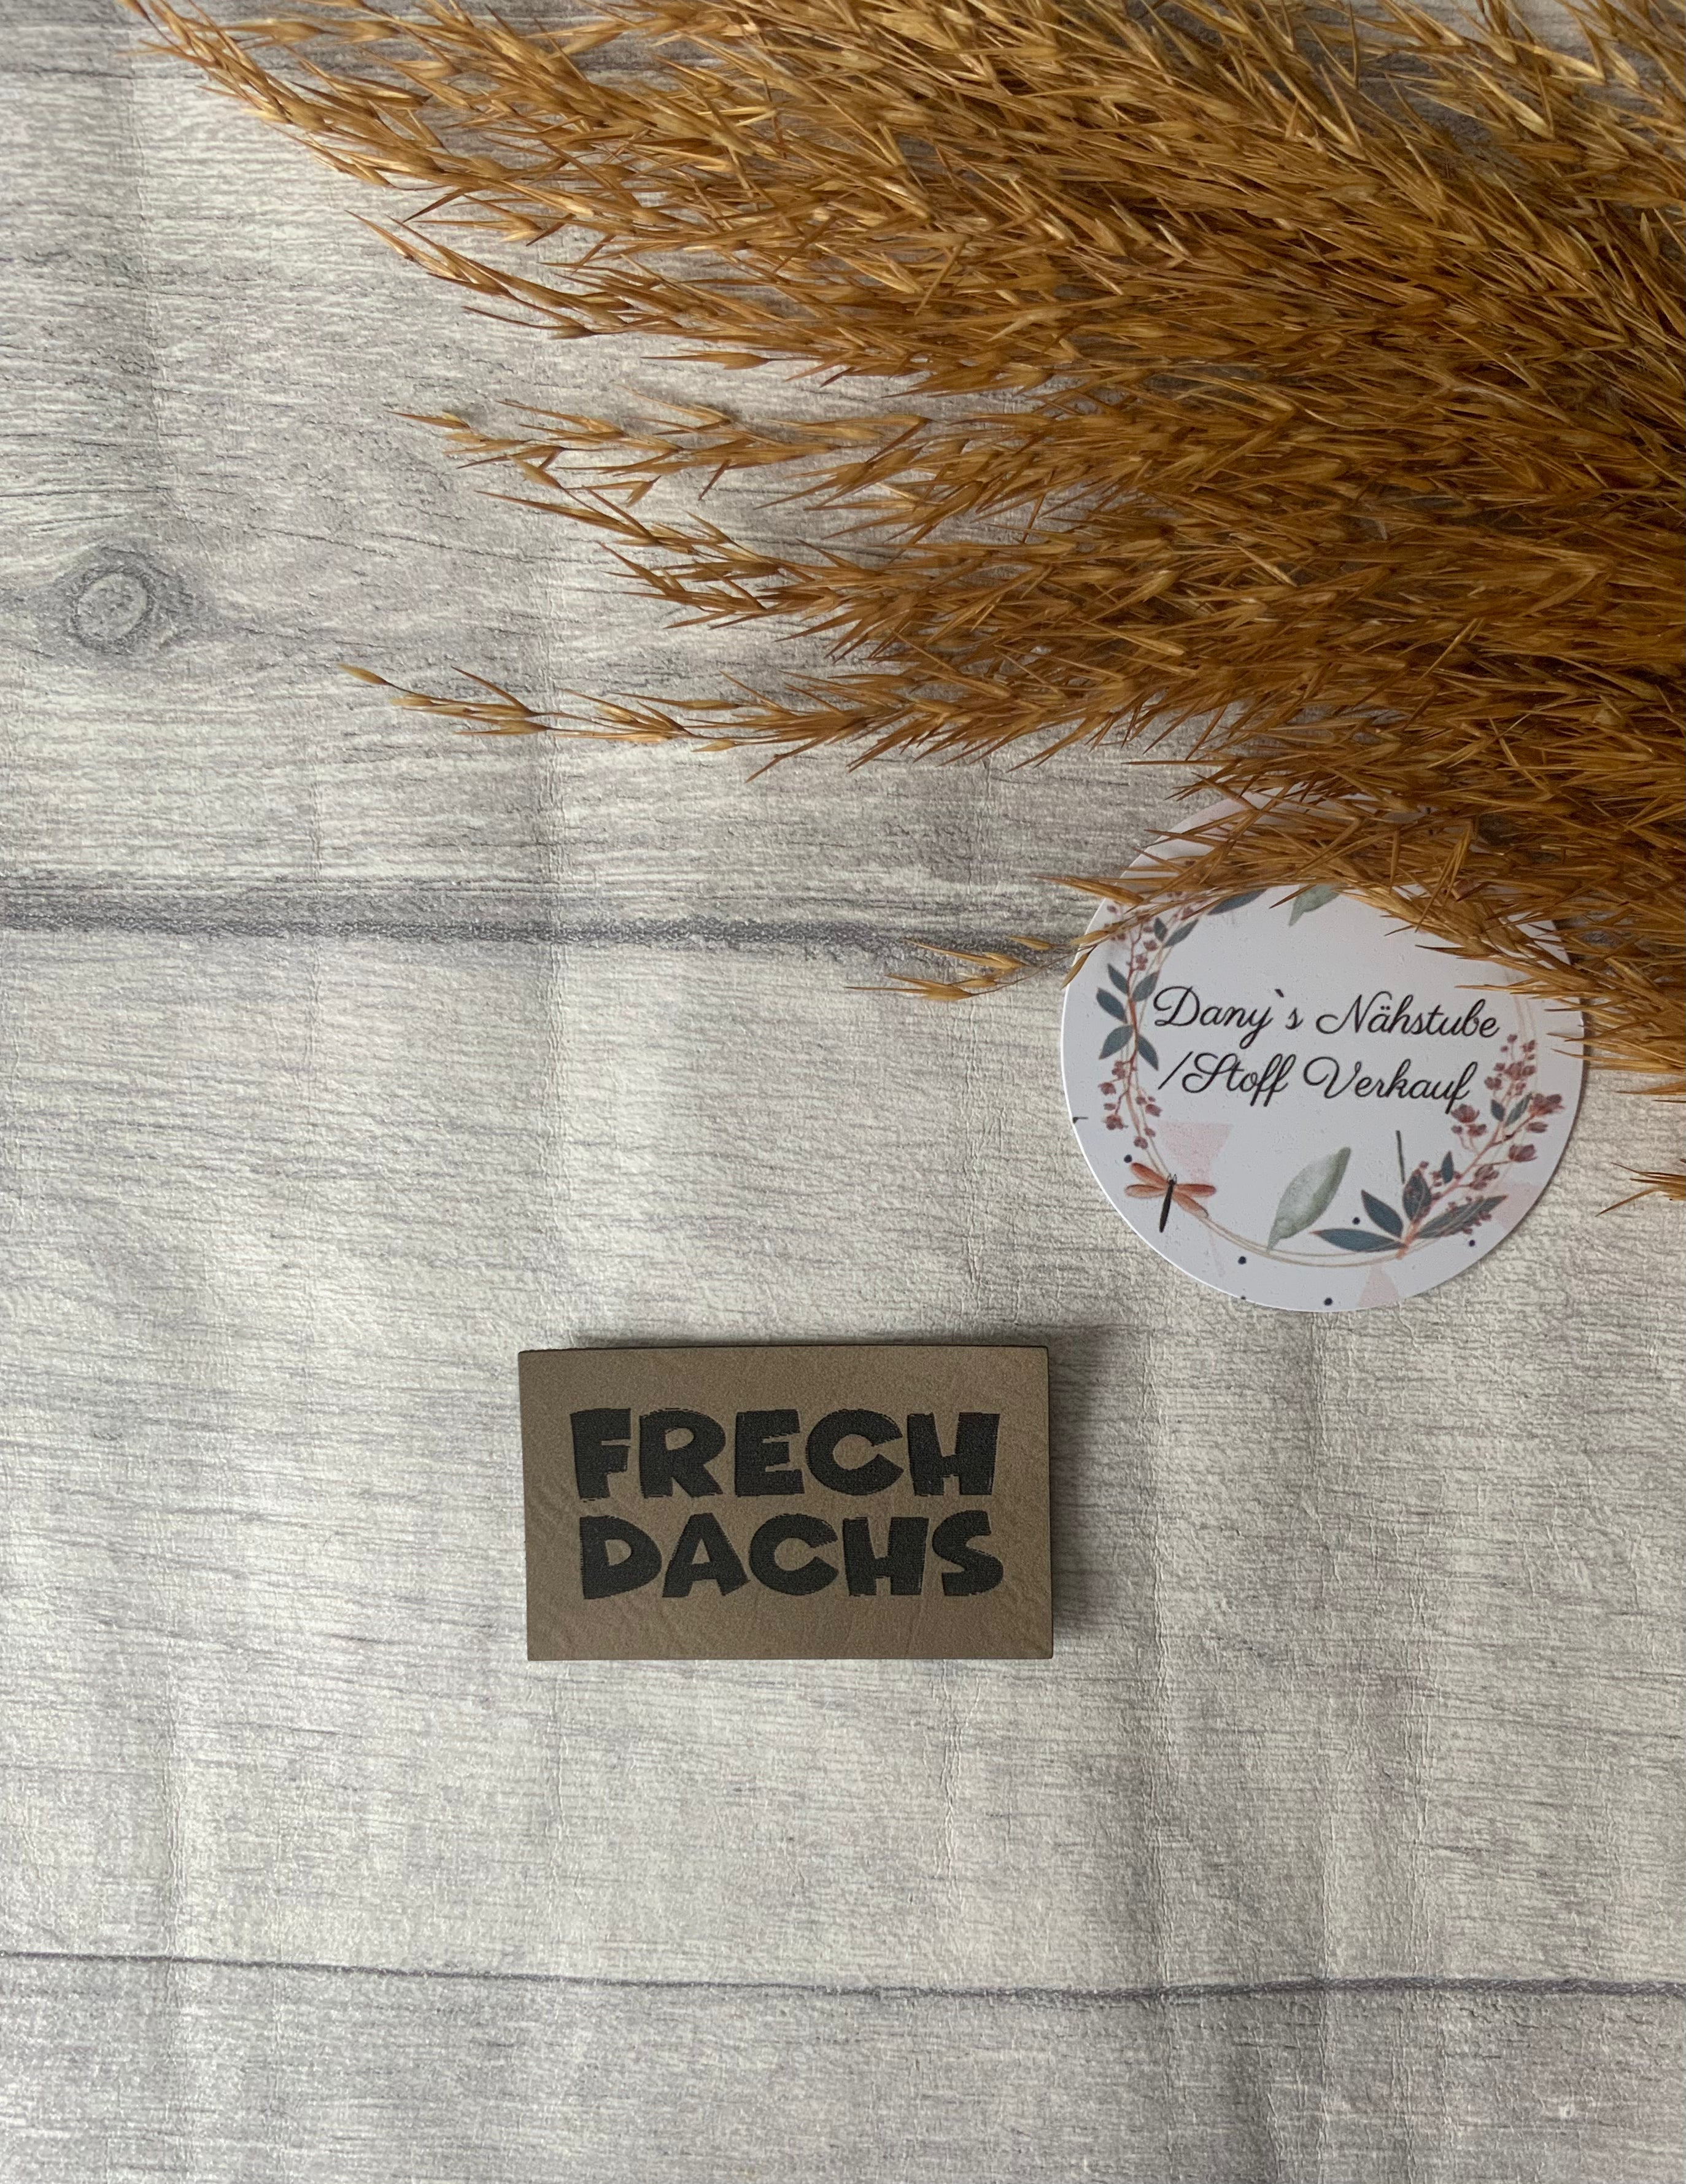 Dany`s Nähstube
/Stoff Verkauf
FRECH
DACHS